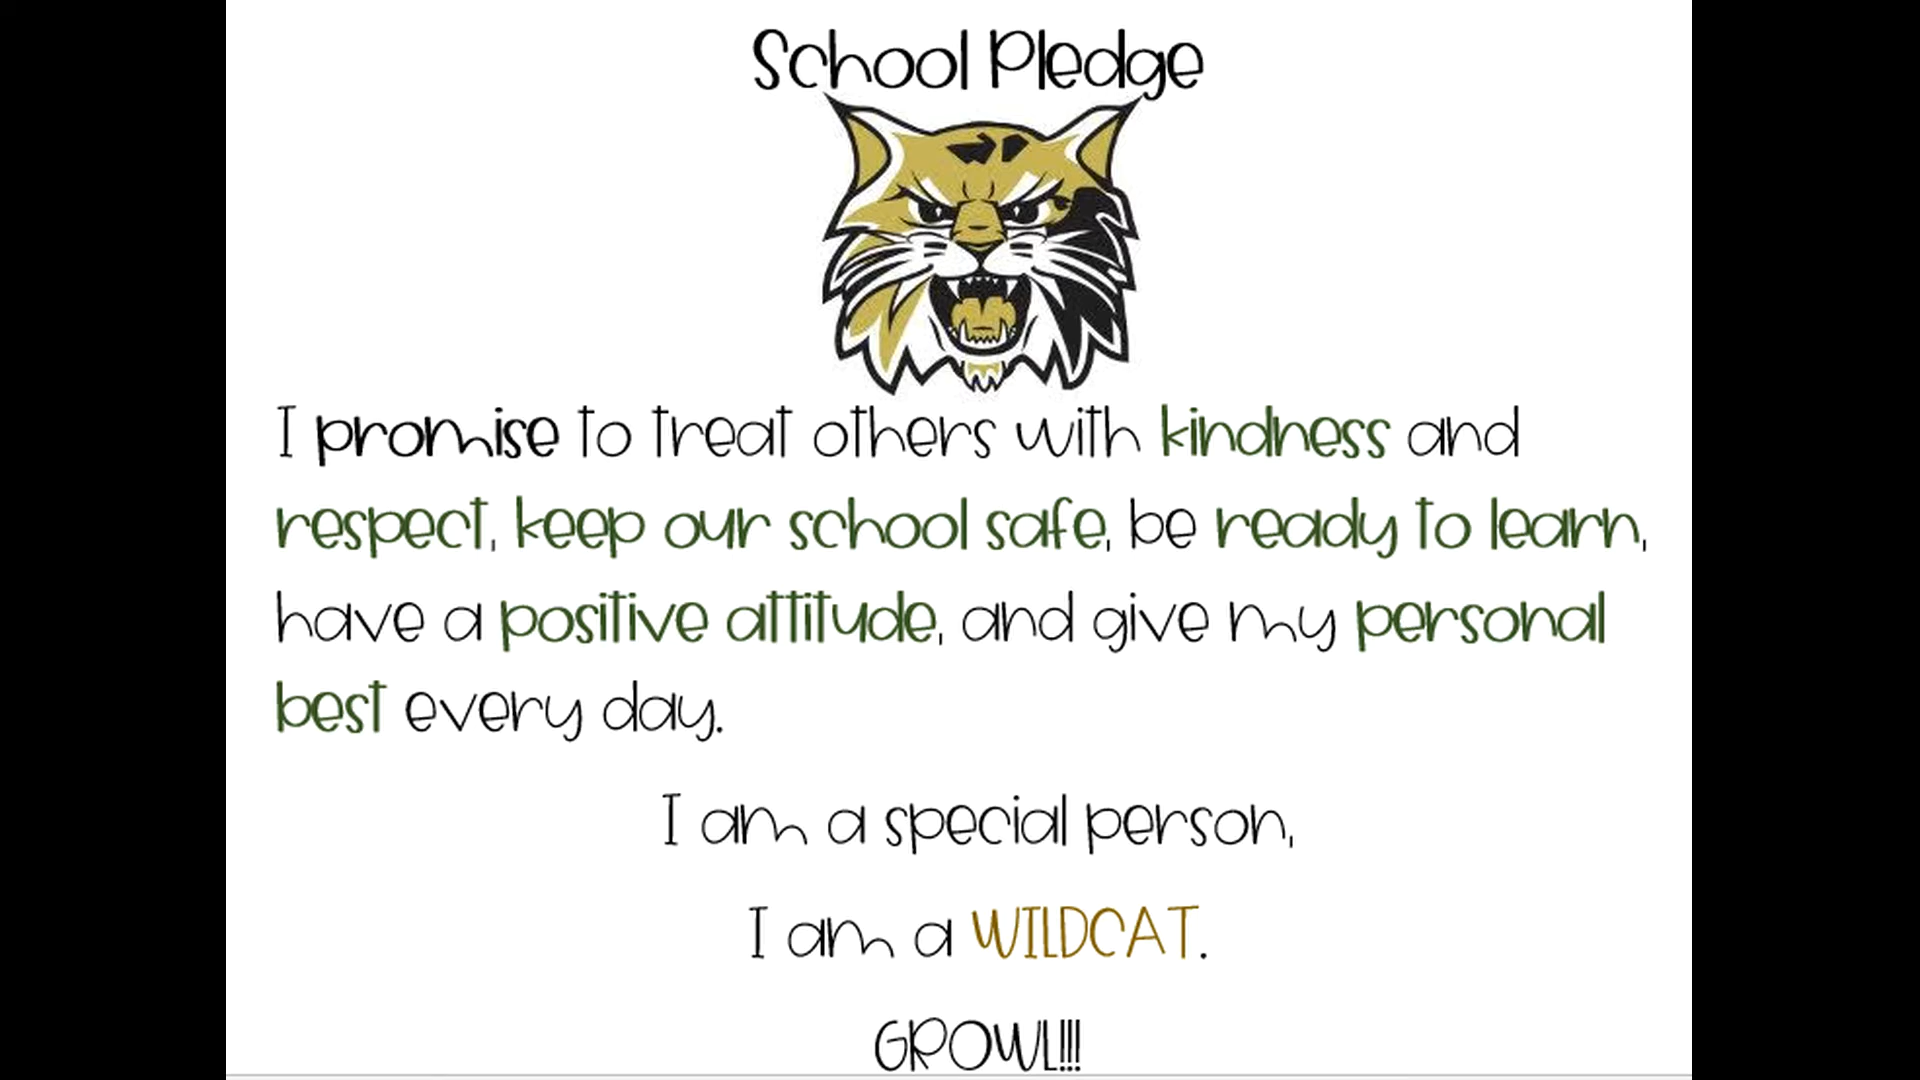 School Pledge
I promise to treat others with kindness and
respect, keep our school safe, be ready to learn,
have a positive attitude, and give my personal
best every day.
I am a special person,
I am a WILDCAT.
GROWL!!!